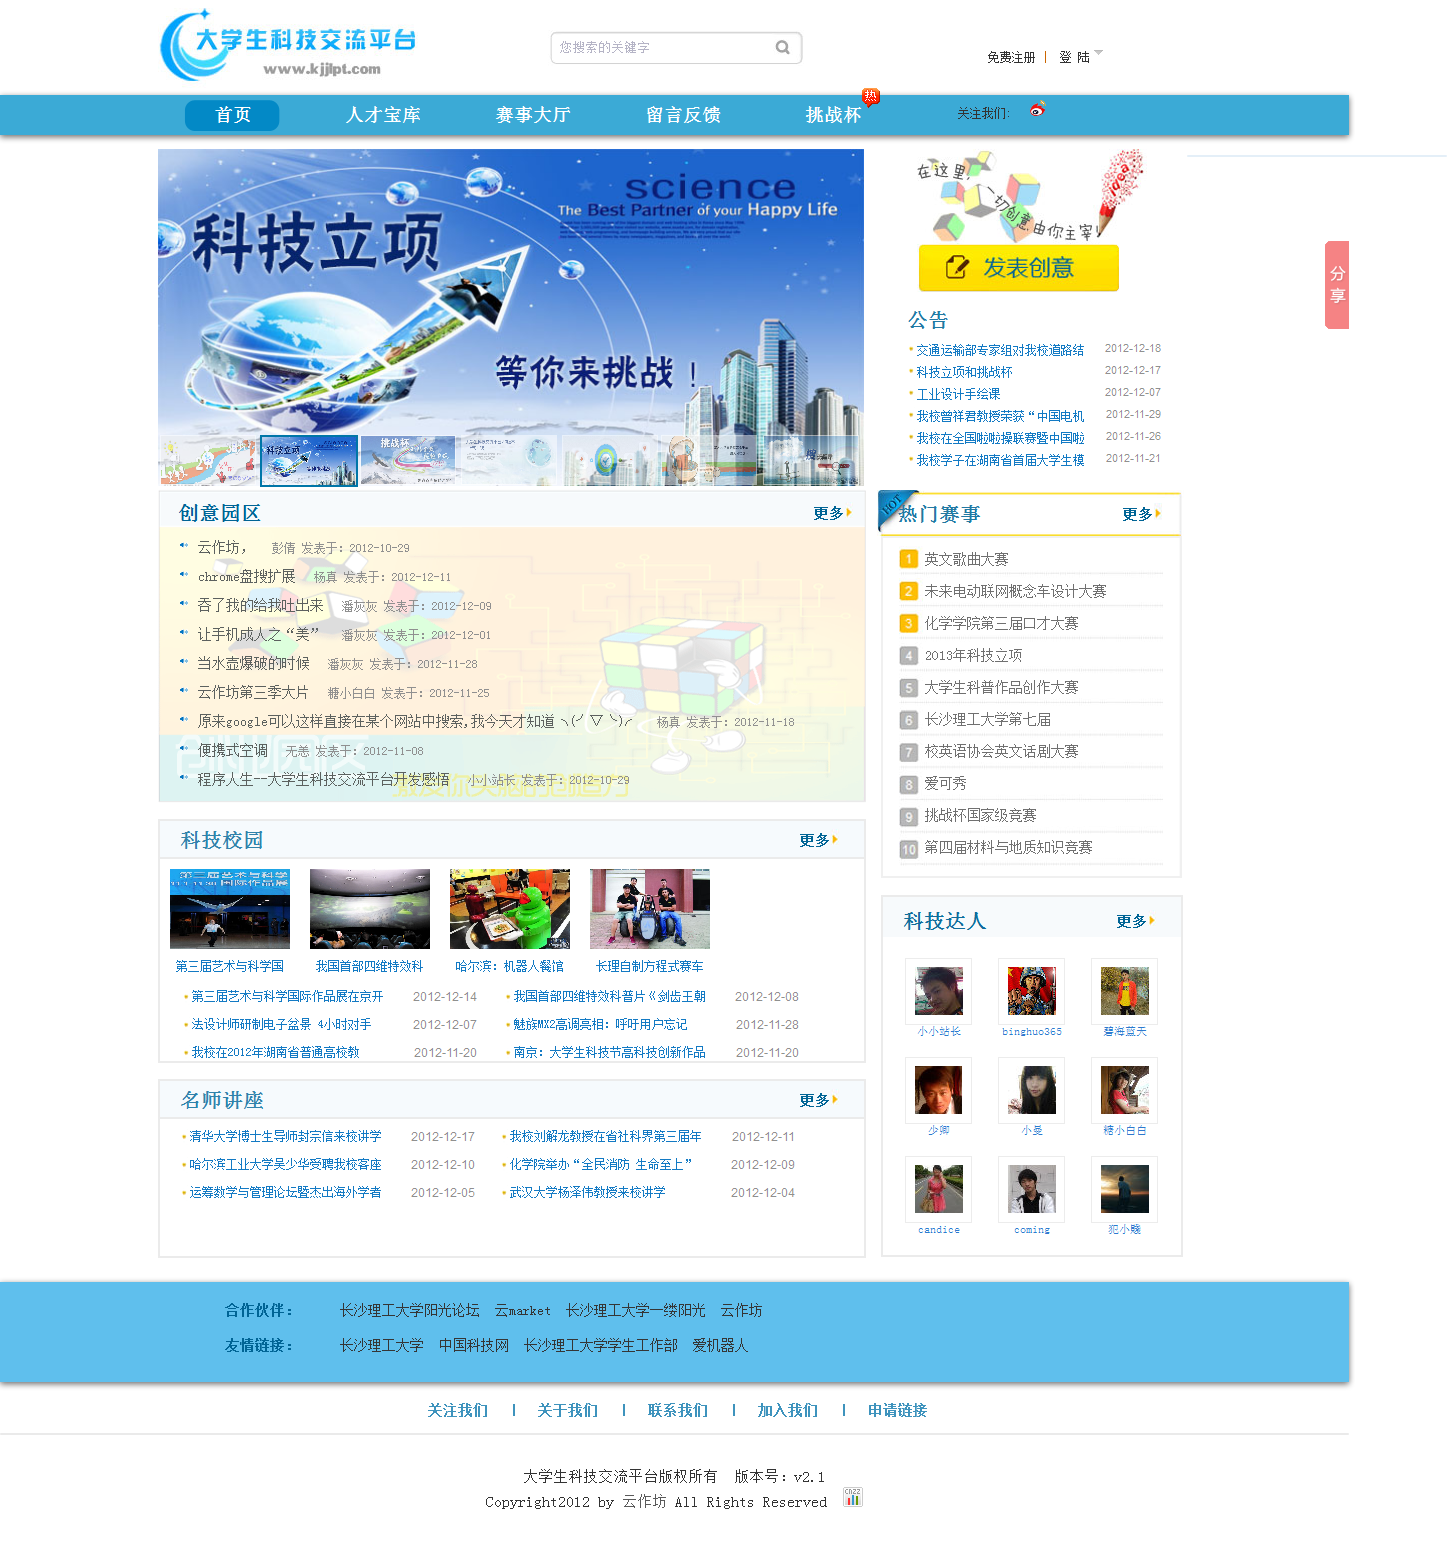 大学生科技交流平台
www.kjjlpt.com
您搜索的关键字
免费注册 | 登 陆
首页 人才宝库 赛事大厅 留言反馈 挑战杯 热 关注我们:
science
The Best Partner of your Happy Life
科技立项
等你来挑战！
在这里,一切创意由你主宰!
发表创意
分享
公告
交通运输部专家组对我校道路结 2012-12-18
科技立项和挑战杯 2012-12-17
工业设计手绘课 2012-12-07
我校曾祥君教授荣获“中国电机 2012-11-29
我校在全国啦啦操联赛暨中国啦 2012-11-26
我校学子在湖南省首届大学生模 2012-11-21
创意园区 更多
云作坊， 彭倩 发表于：2012-10-29
chrome盘搜扩展 杨真 发表于：2012-12-11
吞了我的给我吐出来 潘灰灰 发表于：2012-12-09
让手机成人之“美” 潘灰灰 发表于：2012-12-01
当水壶爆破的时候 潘灰灰 发表于：2012-11-28
云作坊第三季大片 糖小白白 发表于：2012-11-25
原来google可以这样直接在某个网站中搜索,我今天才知道 ╮(╯▽╰)╭ 杨真 发表于：2012-11-18
便携式空调 无恙 发表于：2012-11-08
程序人生--大学生科技交流平台开发感悟 小小站长 发表于：2012-10-29
HOT
热门赛事 更多
1 英文歌曲大赛
2 未来电动联网概念车设计大赛
3 化学学院第三届口才大赛
4 2013年科技立项
5 大学生科普作品创作大赛
6 长沙理工大学第七届
7 校英语协会英文话剧大赛
8 爱可秀
9 挑战杯国家级竞赛
10 第四届材料与地质知识竞赛
科技校园 更多
第三届艺术与科学国 我国首部四维特效科 哈尔滨：机器人餐馆 长理自制方程式赛车
第三届艺术与科学国际作品展在京开 2012-12-14 我国首部四维特效科普片《剑齿王朝 2012-12-08
法设计师研制电子盆景 4小时对手 2012-12-07 魅族MX2高调亮相：呼吁用户忘记 2012-11-28
我校在2012年湖南省普通高校教 2012-11-20 南京：大学生科技节高科技创新作品 2012-11-20
科技达人 更多
小小站长 binghuo365 碧海蓝天
少卿 小曼 糖小白白
candice coming 犯小贱
名师讲座 更多
清华大学博士生导师封宗信来校讲学 2012-12-17 我校刘解龙教授在省社科界第三届年 2012-12-11
哈尔滨工业大学吴少华受聘我校客座 2012-12-10 化学院举办“全民消防 生命至上” 2012-12-09
运筹数学与管理论坛暨杰出海外学者 2012-12-05 武汉大学杨泽伟教授来校讲学 2012-12-04
合作伙伴： 长沙理工大学阳光论坛 云market 长沙理工大学一缕阳光 云作坊
友情链接： 长沙理工大学 中国科技网 长沙理工大学学生工作部 爱机器人
关注我们 | 关于我们 | 联系我们 | 加入我们 | 申请链接
大学生科技交流平台版权所有 版本号：v2.1
Copyright2012 by 云作坊 All Rights Reserved